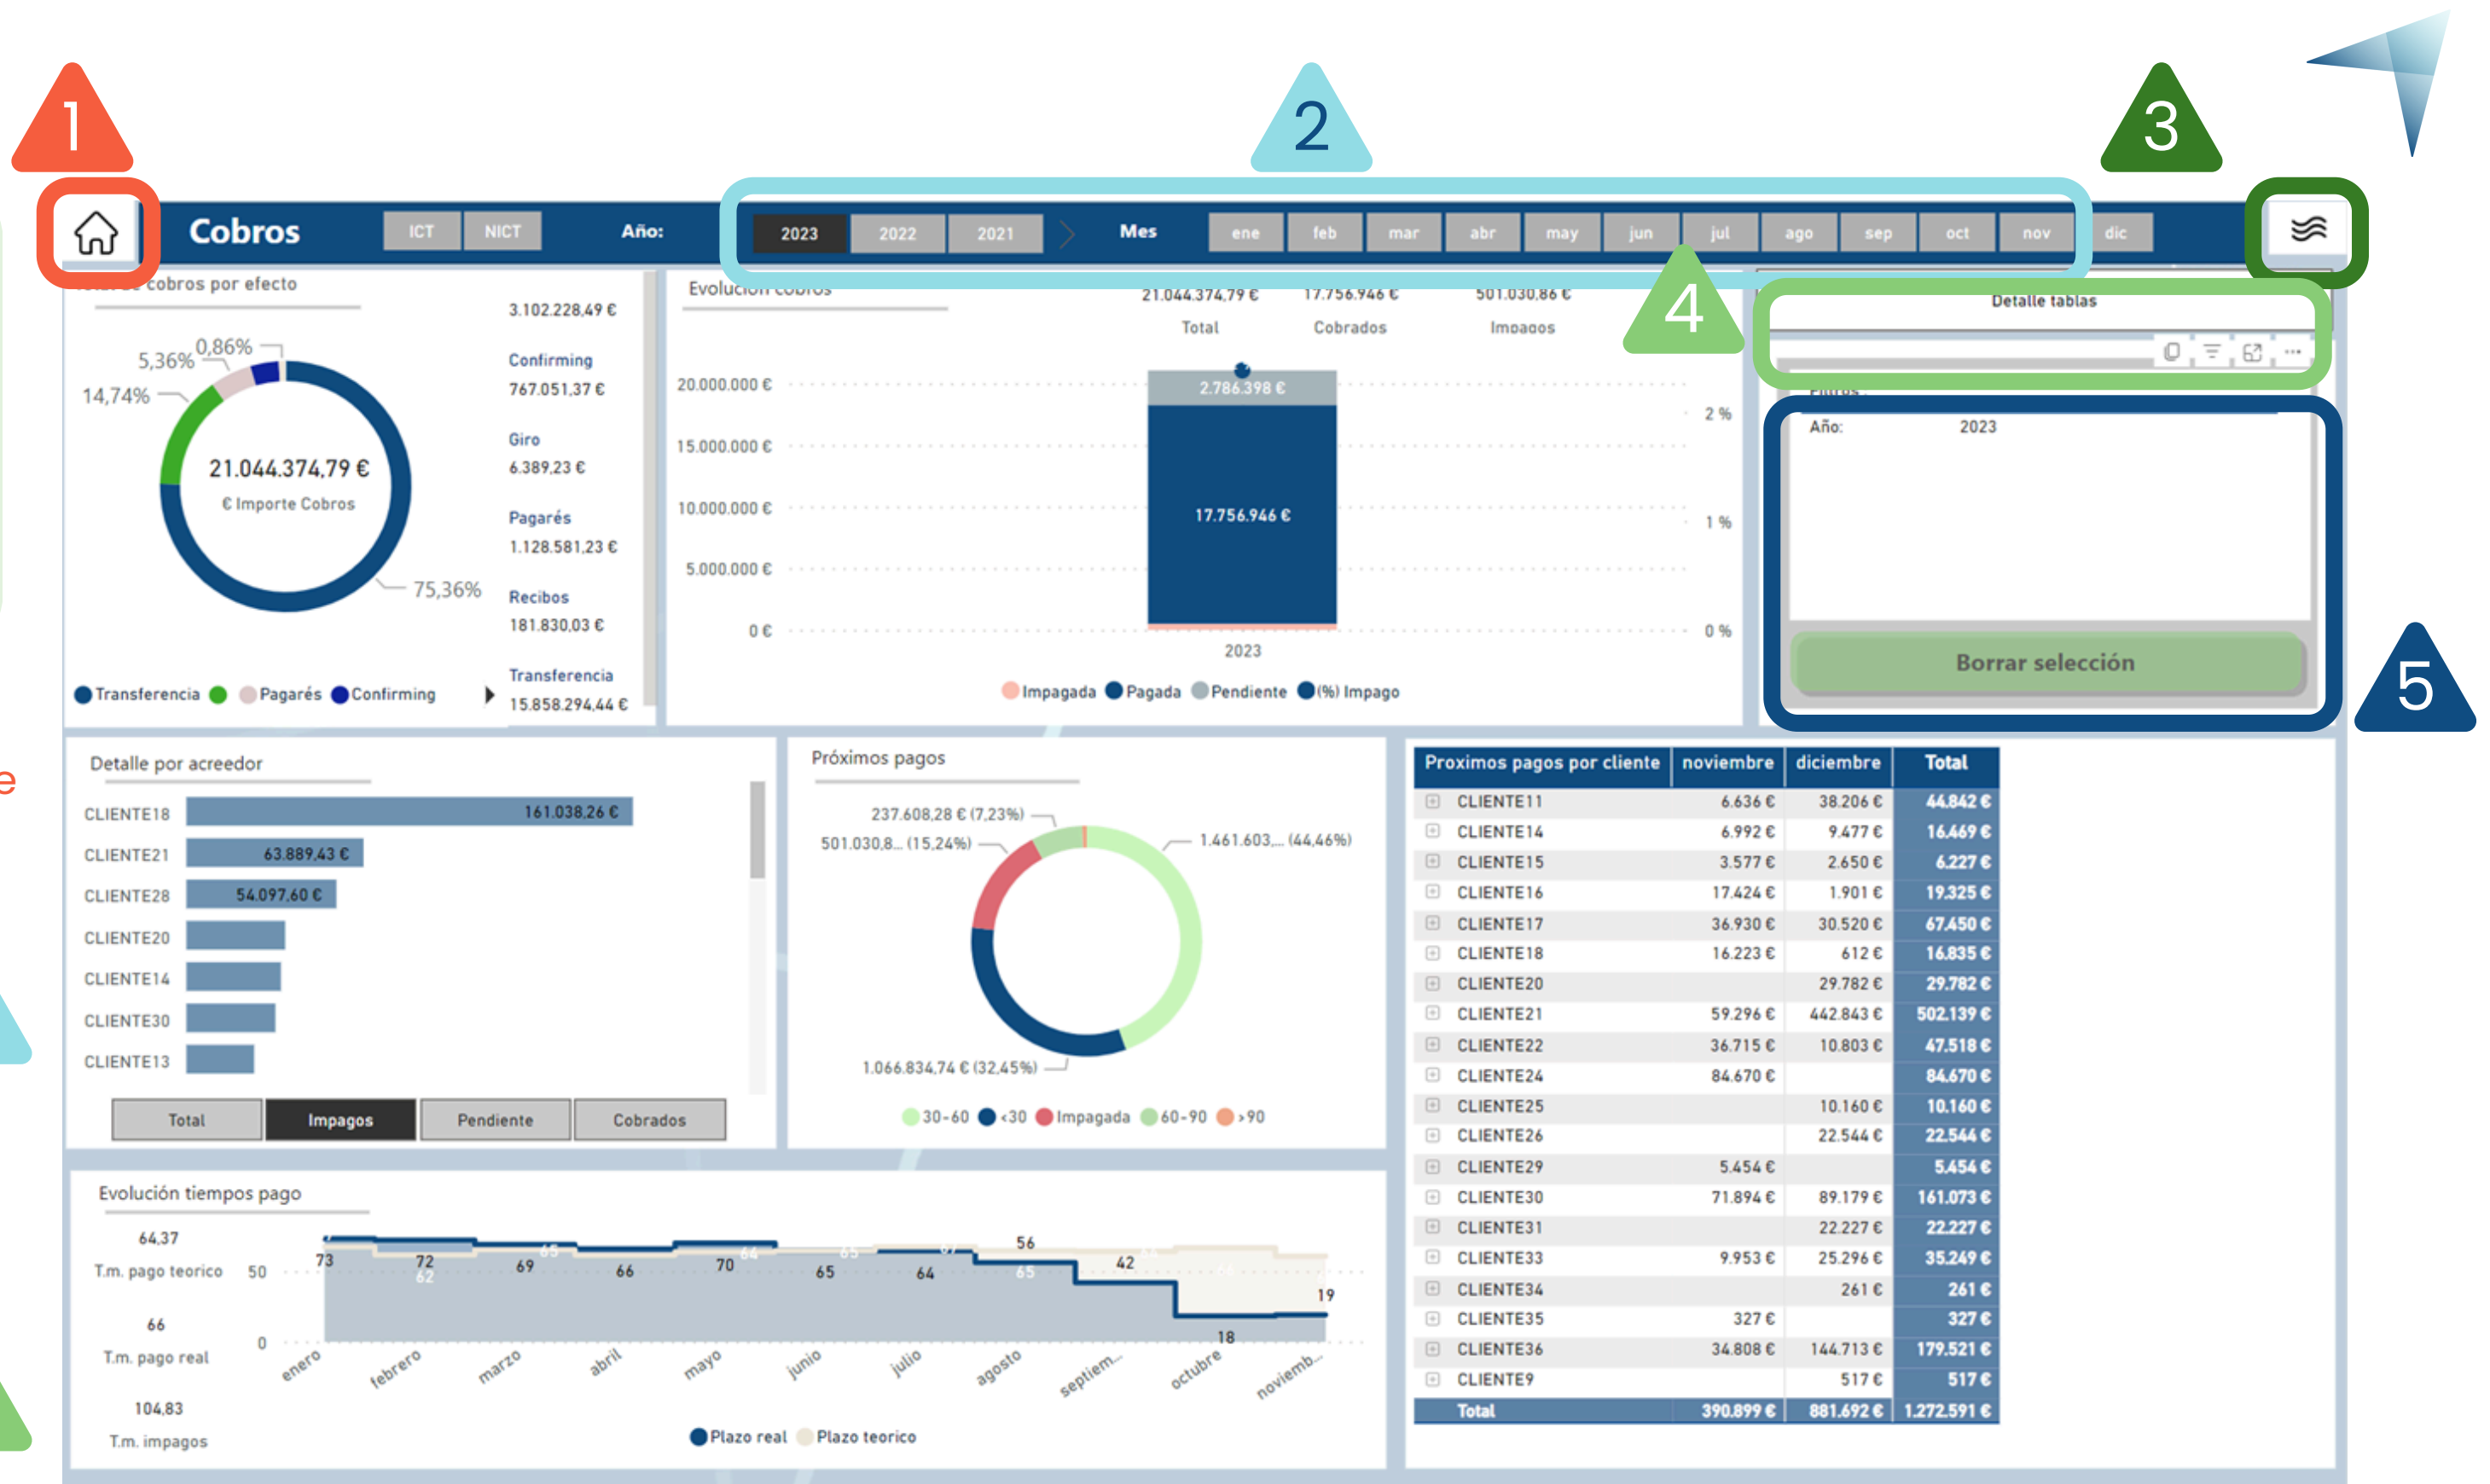 1
2
3
Cobros
ICT
NICT
Año:
2023
2022
2021
Mes
ene
feb
mar
abr
may
jun
jul
ago
sep
oct
nov
dic
4
cobros por efecto
3.102.228,49 €
Confirming
767.051,37 €
Giro
6.389,23 €
Pagarés
1.128.581,23 €
Recibos
181.830,03 €
Transferencia
15.858.294,44 €
0,86%
5,36%
14,74%
75,36%
21.044.374,79 €
€ Importe Cobros
Transferencia
Pagarés
Confirming
Evolución cobros
21.044.374,79 €
17.756.946 €
501.030,86 €
Total
Cobrados
Impagos
20.000.000 €
15.000.000 €
10.000.000 €
5.000.000 €
0 €
2.786.398 €
17.756.946 €
2 %
1 %
0 %
2023
Impagada
Pagada
Pendiente
(%) Impago
Detalle tablas
Filtros
Año:
2023
Borrar selección
5
Detalle por acreedor
CLIENTE18
161.038,26 €
CLIENTE21
63.889,43 €
CLIENTE28
54.097,60 €
CLIENTE20
CLIENTE14
CLIENTE30
CLIENTE13
Total
Impagos
Pendiente
Cobrados
e
Próximos pagos
237.608,28 € (7,23%)
501.030,8... (15,24%)
1.461.603,... (44,46%)
1.066.834,74 € (32,45%)
30-60
<30
Impagada
60-90
>90
Proximos pagos por cliente noviembre diciembre Total
CLIENTE11 6.636 € 38.206 € 44.842 €
CLIENTE14 6.992 € 9.477 € 16.469 €
CLIENTE15 3.577 € 2.650 € 6.227 €
CLIENTE16 17.424 € 1.901 € 19.325 €
CLIENTE17 36.930 € 30.520 € 67.450 €
CLIENTE18 16.223 € 612 € 16.835 €
CLIENTE20 29.782 € 29.782 €
CLIENTE21 59.296 € 442.843 € 502.139 €
CLIENTE22 36.715 € 10.803 € 47.518 €
CLIENTE24 84.670 € 84.670 €
CLIENTE25 10.160 € 10.160 €
CLIENTE26 22.544 € 22.544 €
CLIENTE29 5.454 € 5.454 €
CLIENTE30 71.894 € 89.179 € 161.073 €
CLIENTE31 22.227 € 22.227 €
CLIENTE33 9.953 € 25.296 € 35.249 €
CLIENTE34 261 € 261 €
CLIENTE35 327 € 327 €
CLIENTE36 34.808 € 144.713 € 179.521 €
CLIENTE9 517 € 517 €
Total 390.899 € 881.692 € 1.272.591 €
Evolución tiempos pago
64,37
T.m. pago teorico
66
T.m. pago real
104,83
T.m. impagos
50
0
73
72
62
69
65
66
70
64
65
65
64
67
56
65
42
18
19
enero
febrero
marzo
abril
mayo
junio
julio
agosto
septiem...
octubre
noviemb...
Plazo real
Plazo teorico